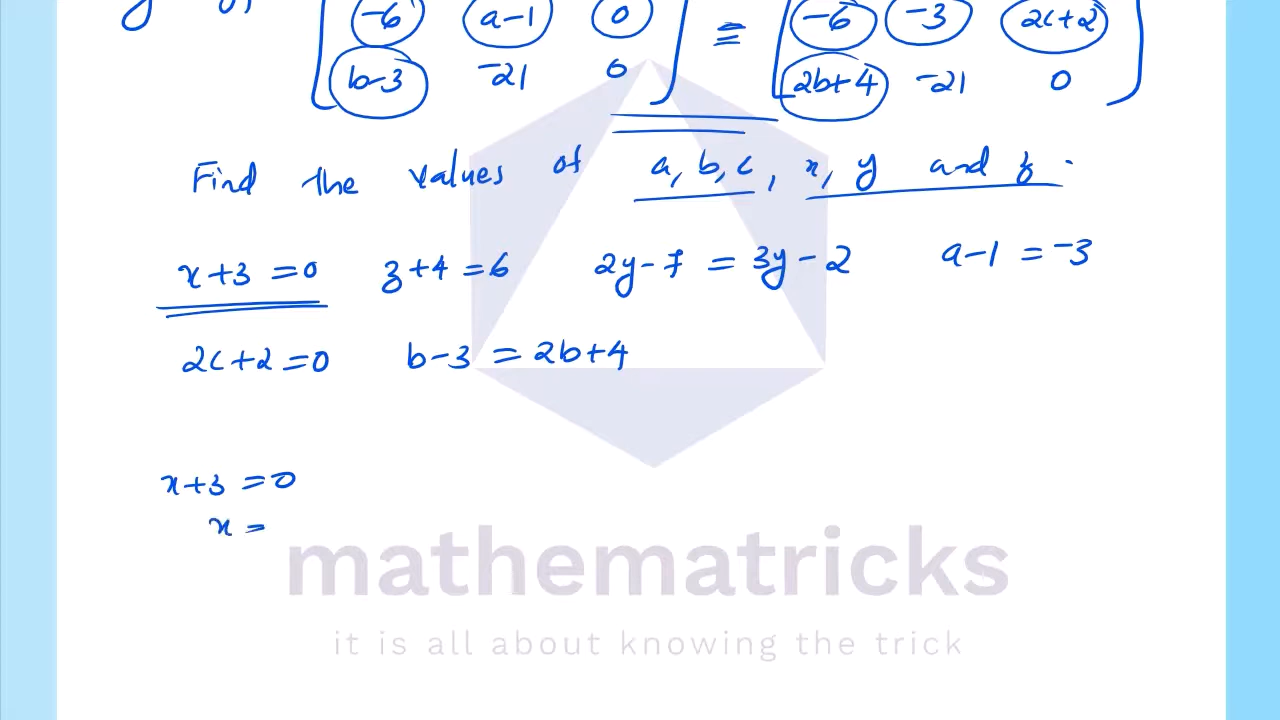 -6 a-1 0 ≡ -6 -3 2c+2
b-3 -21 0 2b+4 -21 0
Find the values of a, b, c, x, y and z.
x+3 =0 z+4 =6 2y-7 = 3y-2 a-1 =-3
2c+2 =0 b-3 = 2b+4
x+3 =0
x =
mathematricks
it is all about knowing the trick